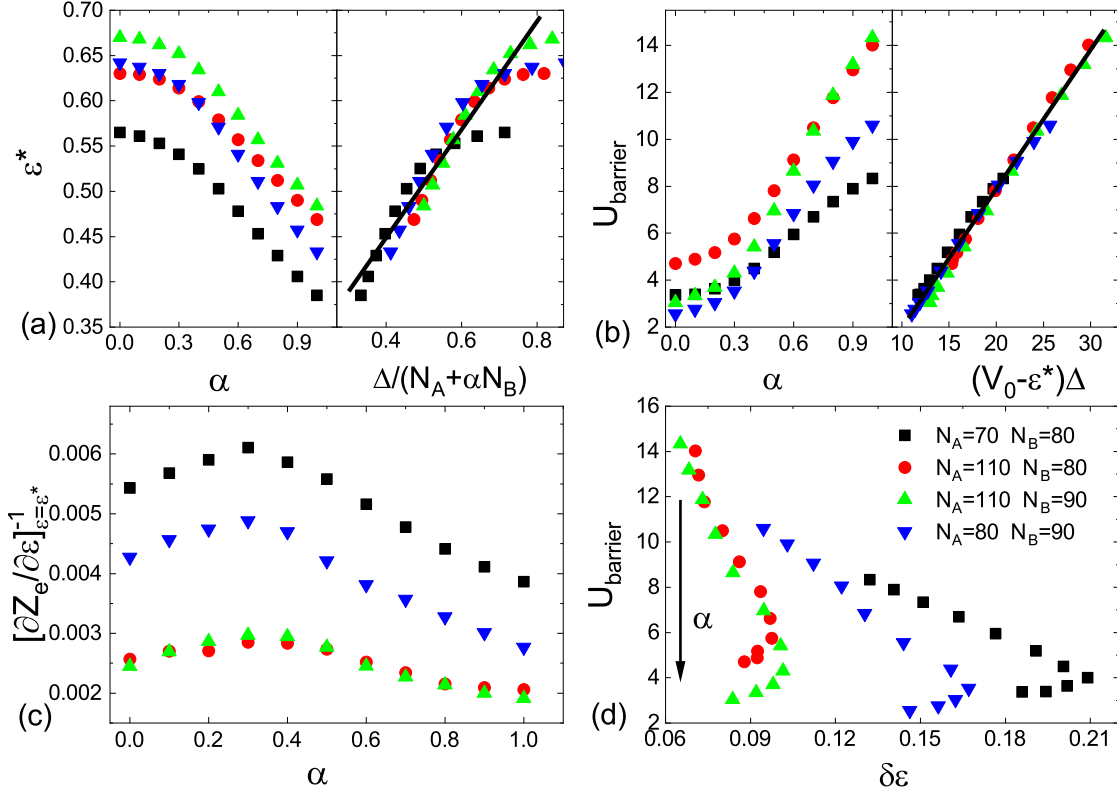 0.70
0.65
0.60
0.55
0.50
0.45
0.40
0.35
ε*
(a)
0.0 0.3 0.6 0.9
α
0.4 0.6 0.8
Δ/(N_A+αN_B)
16
14
12
10
8
6
4
2
U_barrier
(b)
0.0 0.3 0.6 0.9
α
10 15 20 25 30
(V_0-ε*)Δ
0.006
0.005
0.004
0.003
0.002
[∂Z_e/∂ε]^{-1}_{ε=ε*}
(c)
0.0 0.2 0.4 0.6 0.8 1.0
α
16
14
12
10
8
6
4
2
U_barrier
N_A=70 N_B=80
N_A=110 N_B=80
N_A=110 N_B=90
N_A=80 N_B=90
α
(d)
0.06 0.09 0.12 0.15 0.18 0.21
δε